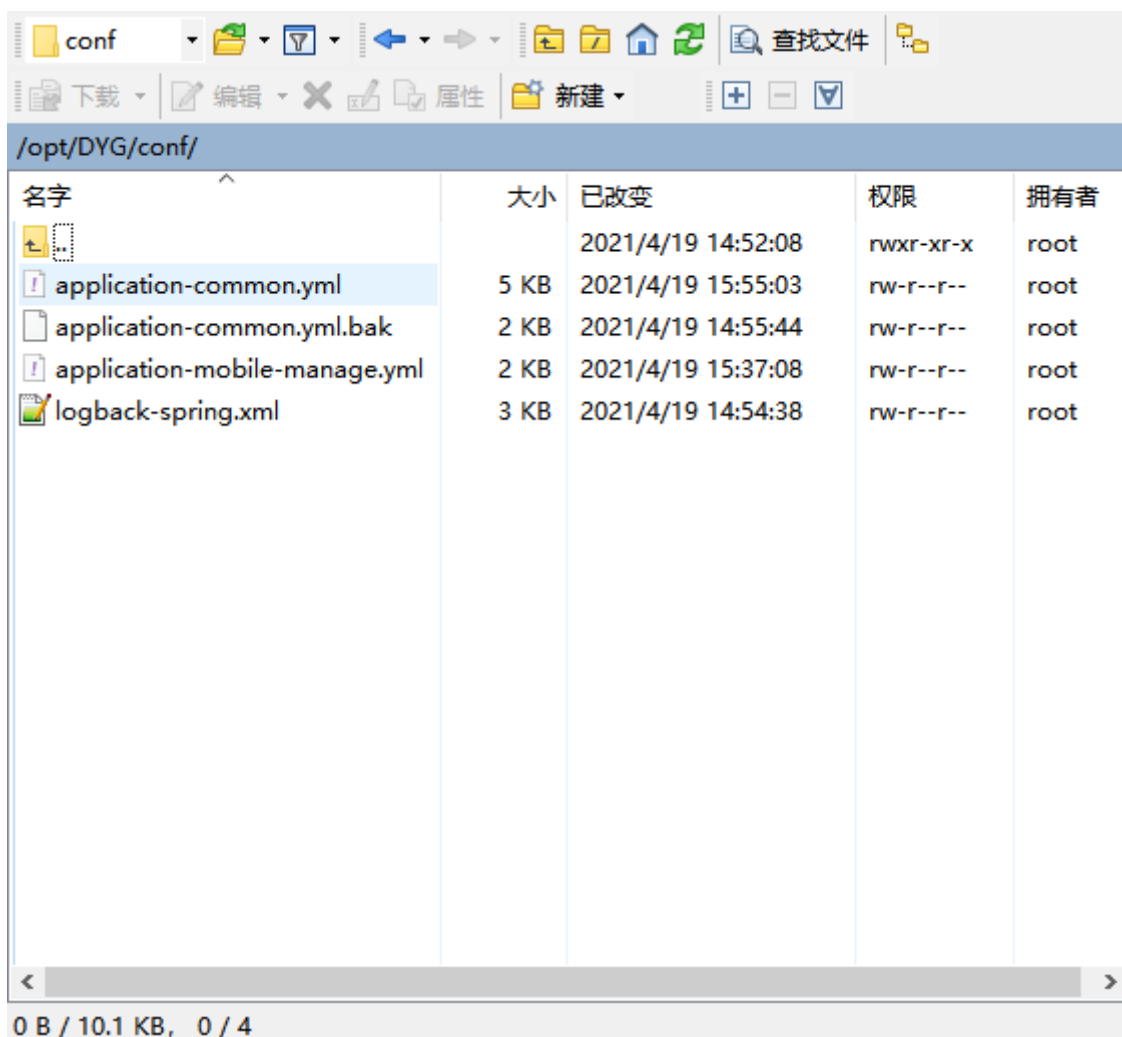 conf 查找文件
下载 编辑 属性 新建
/opt/DYG/conf/
名字 大小 已改变 权限 拥有者
.. 2021/4/19 14:52:08 rwxr-xr-x root
application-common.yml 5 KB 2021/4/19 15:55:03 rw-r--r-- root
application-common.yml.bak 2 KB 2021/4/19 14:55:44 rw-r--r-- root
application-mobile-manage.yml 2 KB 2021/4/19 15:37:08 rw-r--r-- root
logback-spring.xml 3 KB 2021/4/19 14:54:38 rw-r--r-- root
0 B / 10.1 KB, 0 / 4